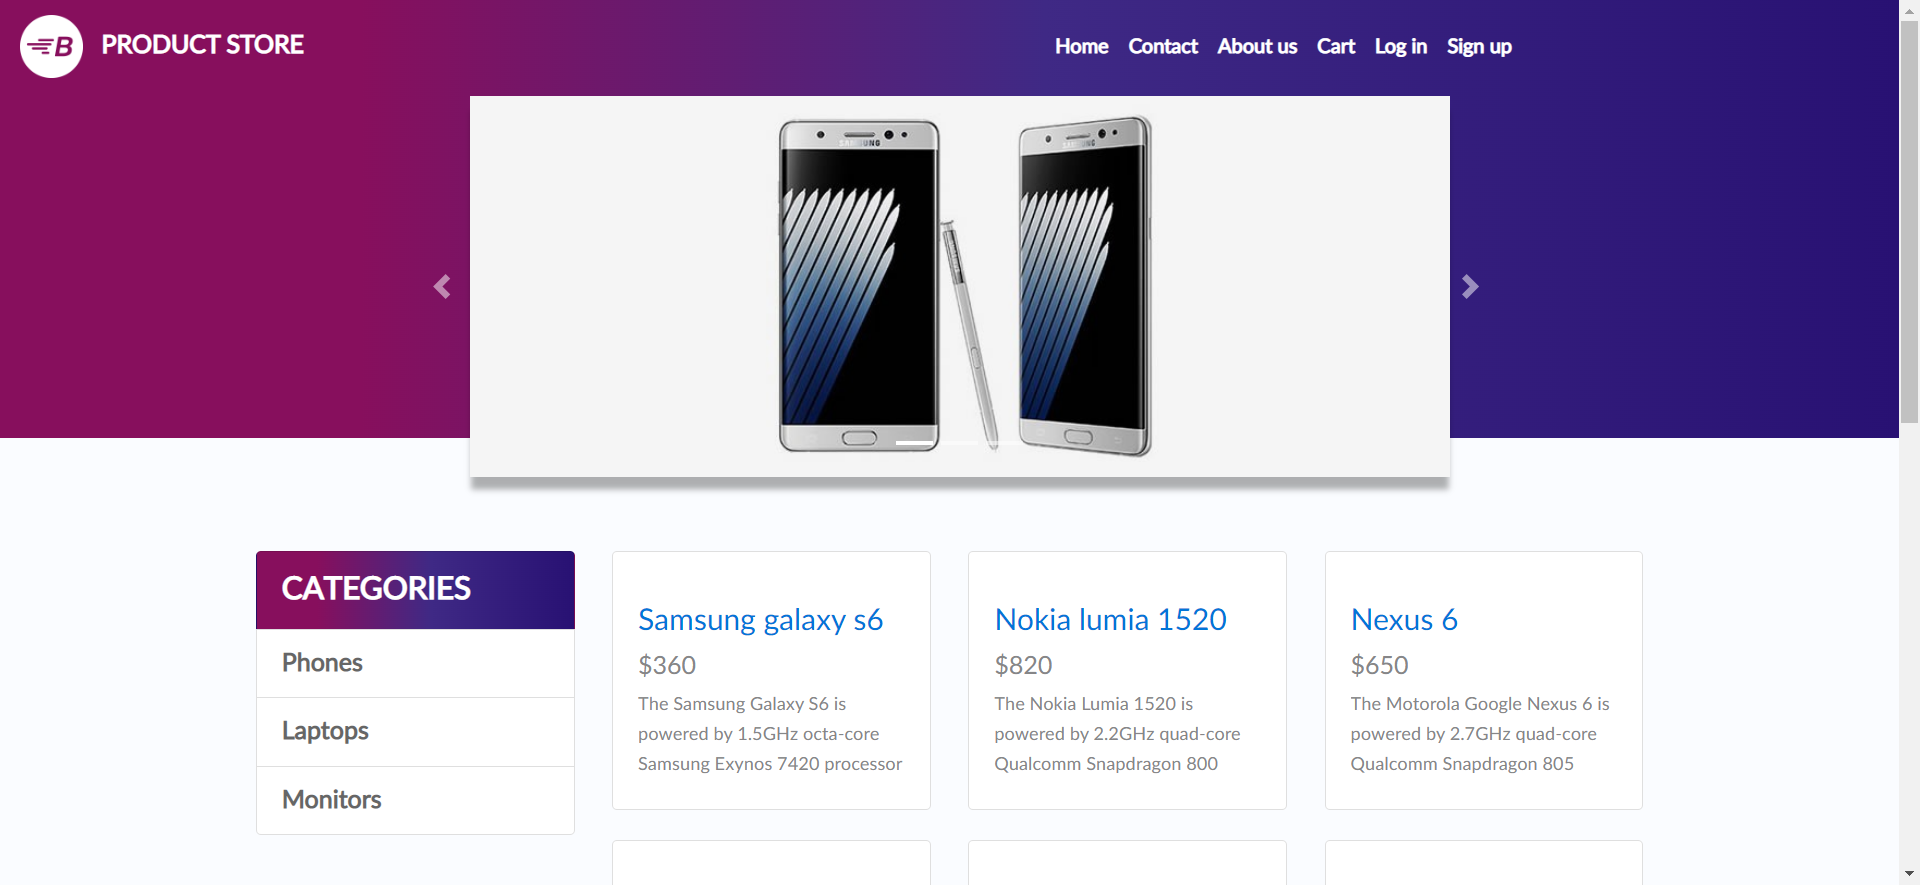 B PRODUCT STORE
Home Contact About us Cart Log in Sign up
SAMSUNG
SAMSUNG
CATEGORIES
Phones
Laptops
Monitors
Samsung galaxy s6
$360
The Samsung Galaxy S6 is
powered by 1.5GHz octa-core
Samsung Exynos 7420 processor
Nokia lumia 1520
$820
The Nokia Lumia 1520 is
powered by 2.2GHz quad-core
Qualcomm Snapdragon 800
Nexus 6
$650
The Motorola Google Nexus 6 is
powered by 2.7GHz quad-core
Qualcomm Snapdragon 805